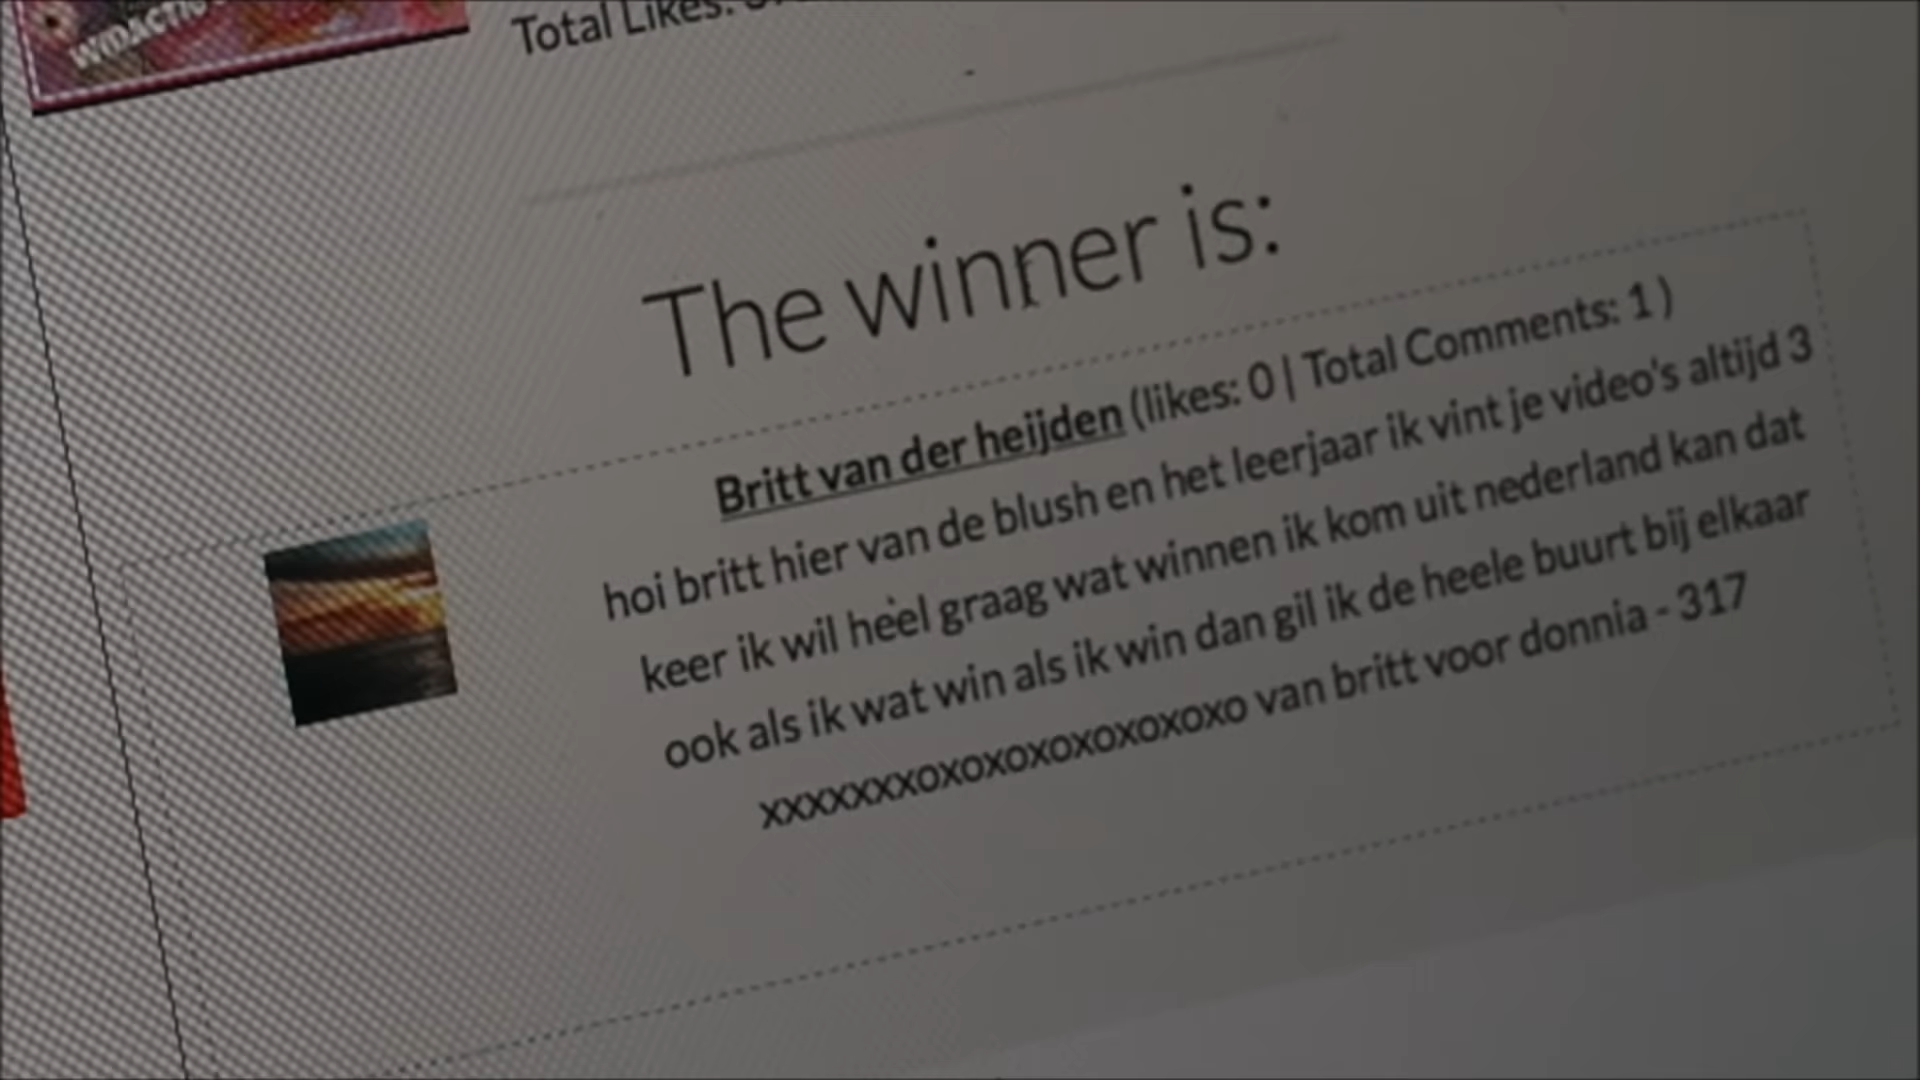 WINACTIE
Total Likes:
The winner is:
Britt van der heijden (likes: 0 | Total Comments: 1 )
hoi britt hier van de blush en het leerjaar ik vint je video's altijd 3
keer ik wil heel graag wat winnen ik kom uit nederland kan dat
ook als ik wat win als ik win dan gil ik de heele buurt bij elkaar
xxxxxxxoxoxoxoxoxoxoxo van britt voor donnia - 317